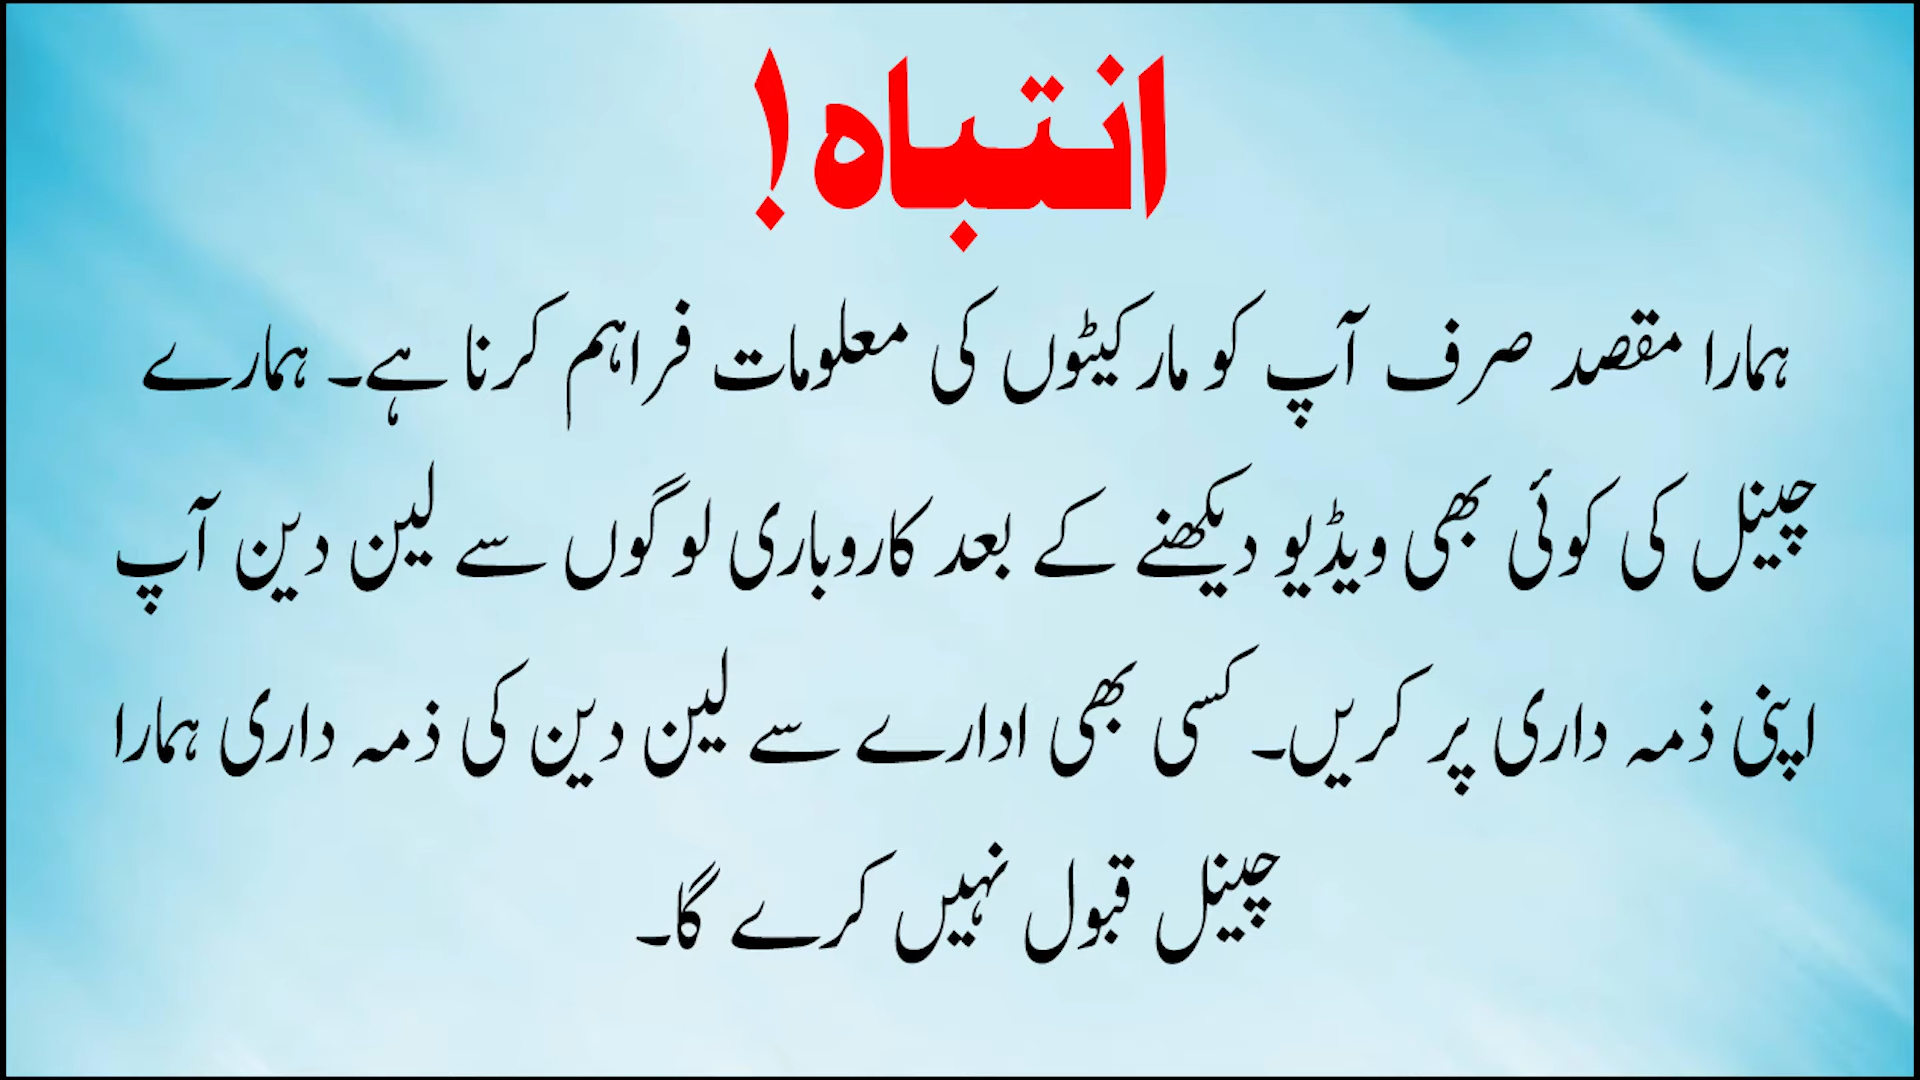 انتباہ!
ہمارا مقصد صرف آپ کو مارکیٹوں کی معلومات فراہم کرنا ہے۔ ہمارے
چینل کی کوئی بھی ویڈیو دیکھنے کے بعد کاروباری لوگوں سے لین دین آپ
اپنی ذمہ داری پر کریں۔ کسی بھی ادارے سے لین دین کی ذمہ داری ہمارا
چینل قبول نہیں کرے گا۔